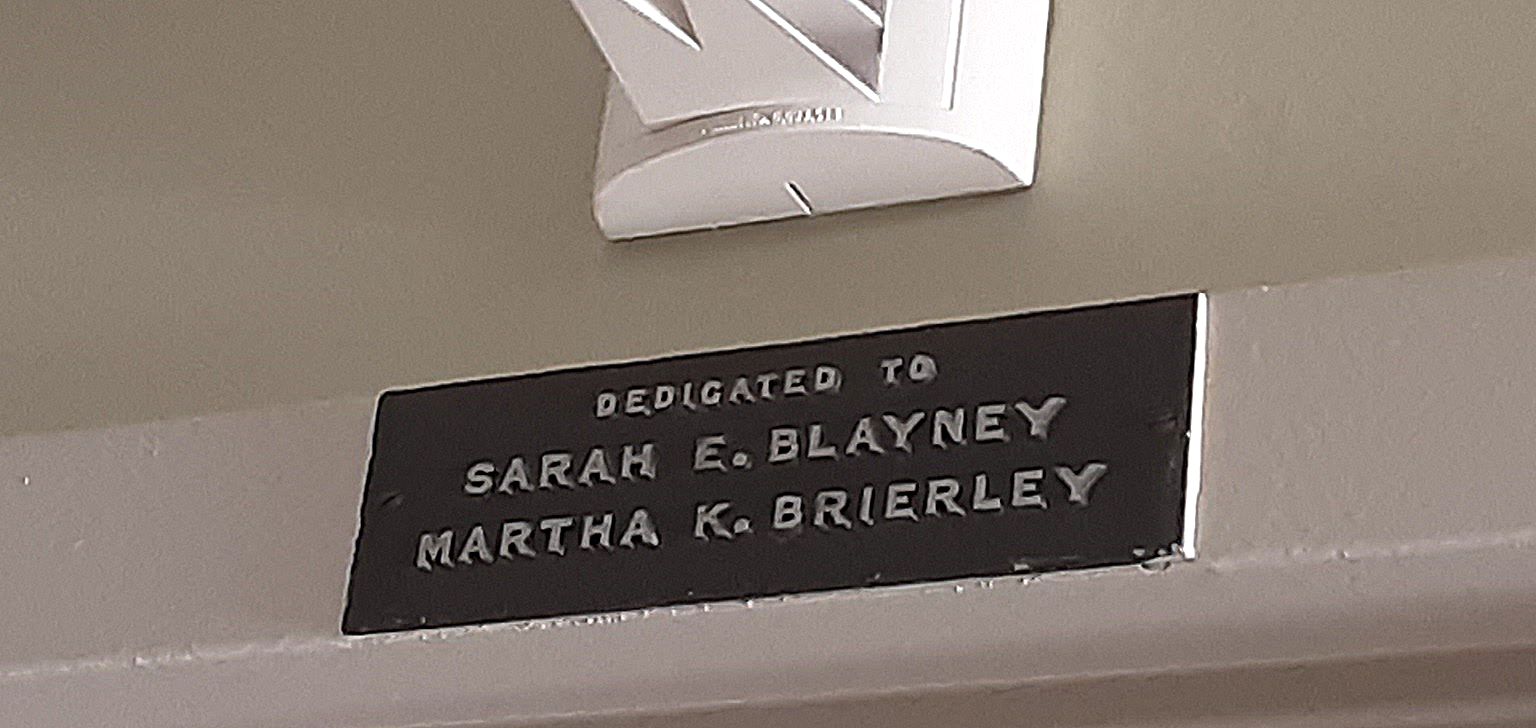 DEDICATED TO
SARAH E. BLAYNEY
MARTHA K. BRIERLEY